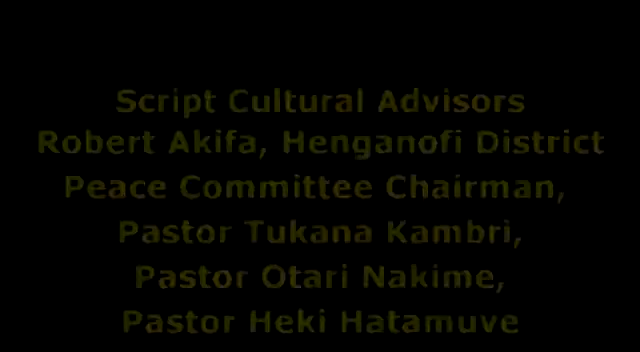 Script Cultural Advisors
Robert Akifa, Henganofi District
Peace Committee Chairman,
Pastor Tukana Kambri,
Pastor Otari Nakime,
Pastor Heki Hatamuve